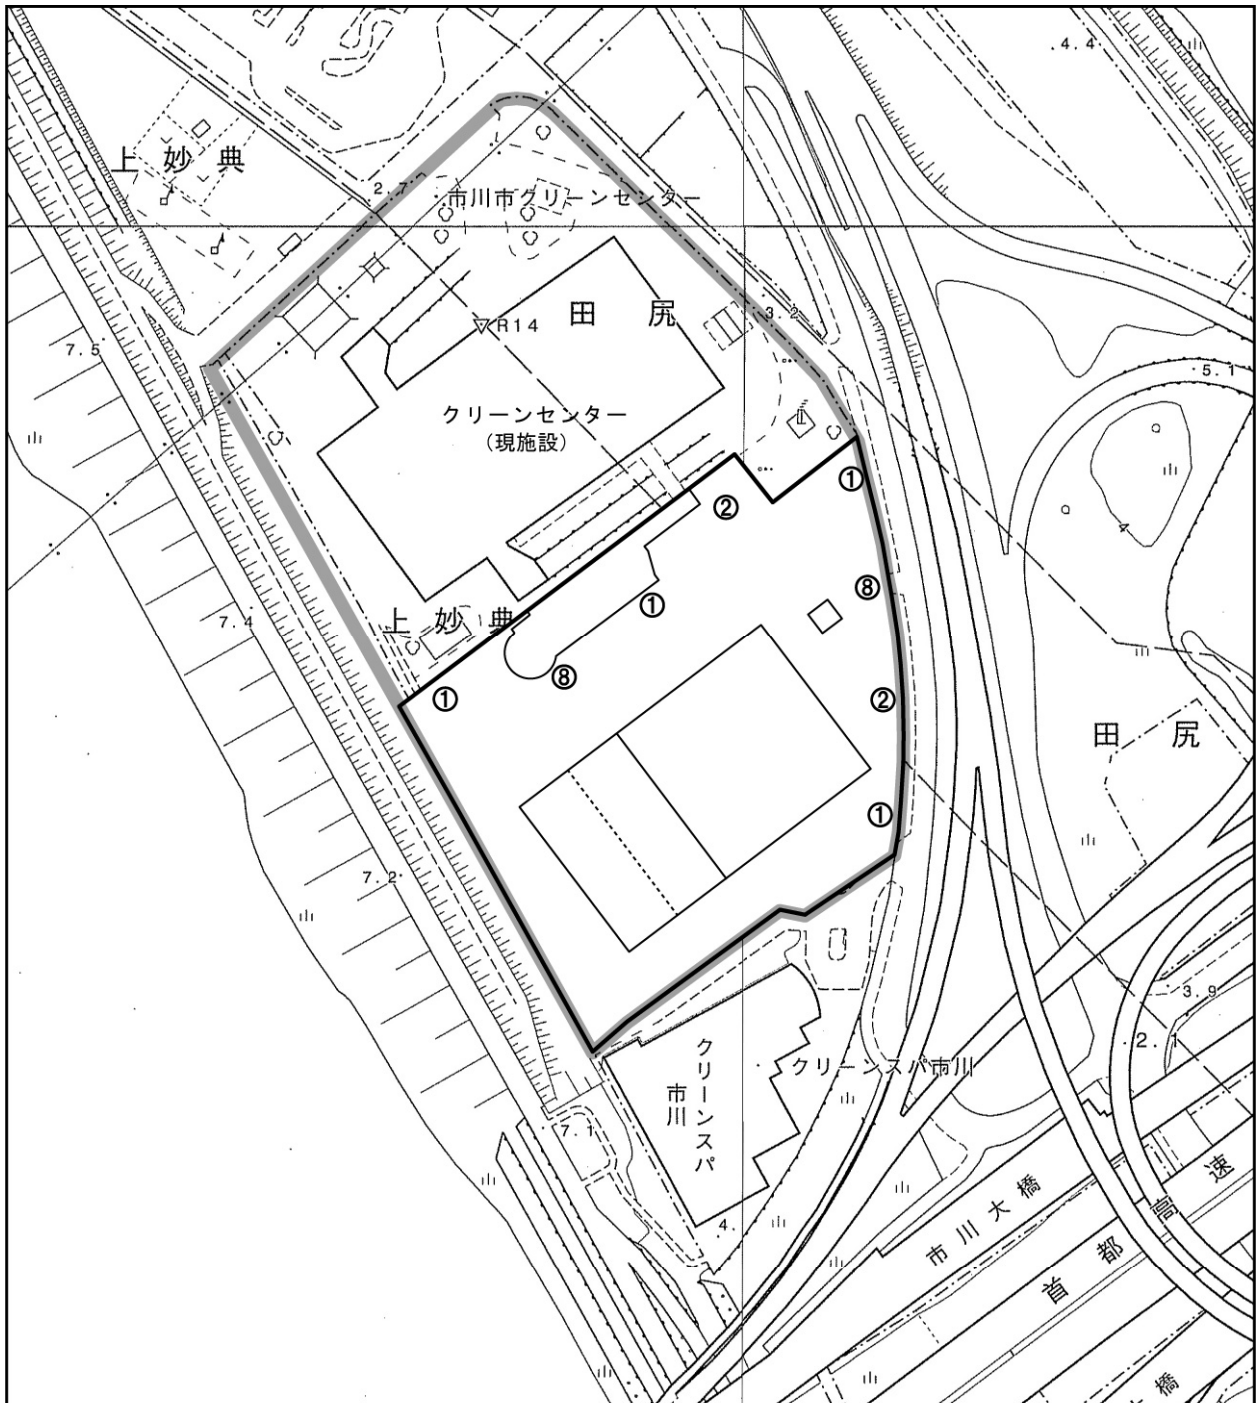 4.4
上妙典
2.7
市川市クリーンセンター
R14
田尻
3.2
7.5
5.1
クリーンセンター
(現施設)
①
②
⑧
①
上妙典
7.4
⑧
①
②
田尻
①
7.2
3.9
2.1
クリーンスパ市川
クリーンスパ
市川
7.1
4.
市川大橋
首都高速
大橋